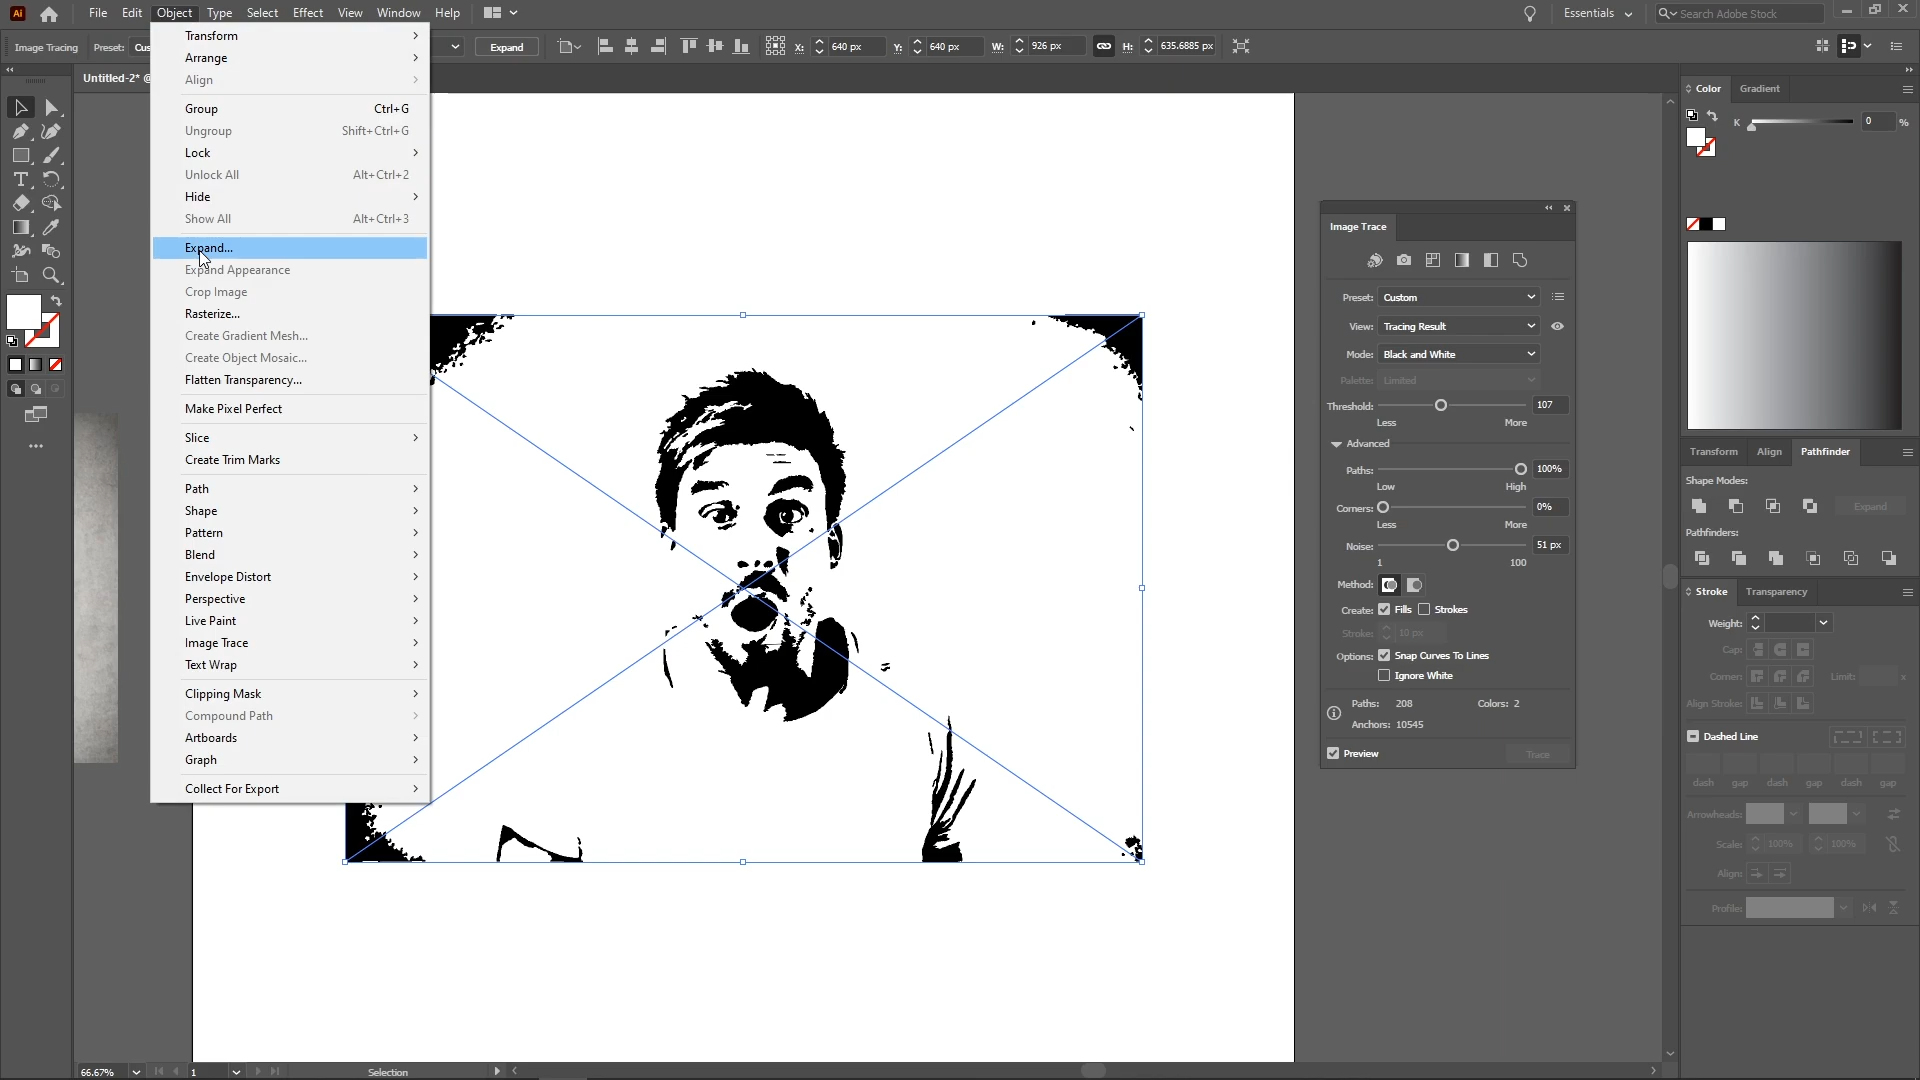 Ai File Edit Object Type Select Effect View Window Help Essentials Search Adobe Stock
Image Tracing Preset: Cus Expand X: 640 px Y: 640 px W: 926 px H: 635.6885 px
Untitled-2* @
Transform
Arrange
Align
Group Ctrl+G
Ungroup Shift+Ctrl+G
Lock
Unlock All Alt+Ctrl+2
Hide
Show All Alt+Ctrl+3
Expand...
Expand Appearance
Crop Image
Rasterize...
Create Gradient Mesh...
Create Object Mosaic...
Flatten Transparency...
Make Pixel Perfect
Slice
Create Trim Marks
Path
Shape
Pattern
Blend
Envelope Distort
Perspective
Live Paint
Image Trace
Text Wrap
Clipping Mask
Compound Path
Artboards
Graph
Collect For Export
Image Trace
Preset: Custom
View: Tracing Result
Mode: Black and White
Palette: Limited
Threshold: 107
Less More
Advanced
Paths: 100%
Low High
Corners: 0%
Less More
Noise: 51 px
1 100
Method:
Create: Fills Strokes
Stroke: 10 px
Options: Snap Curves To Lines
Ignore White
Paths: 208 Colors: 2
Anchors: 10545
Preview Trace
Color Gradient
K 0 %
Transform Align Pathfinder
Shape Modes:
Expand
Pathfinders:
Stroke Transparency
Weight:
Cap:
Corner: Limit: x
Align Stroke:
Dashed Line
dash gap dash gap dash gap
Arrowheads:
Scale: 100% 100%
Align:
Profile:
66.67% 1 Selection